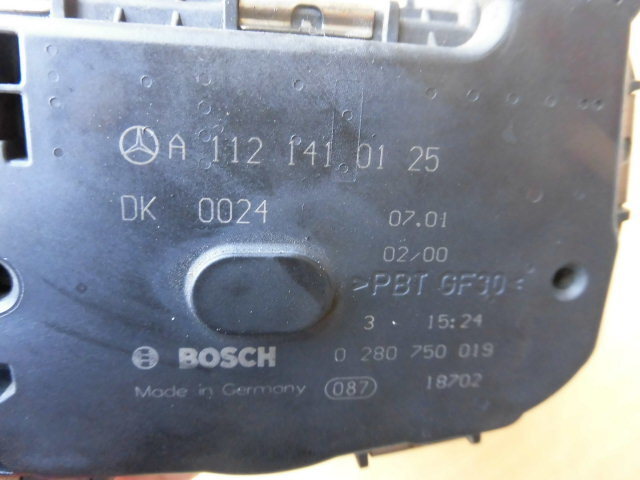 A 112 141 01 25
DK 0024 07.01
02/00
>PBT GF30<
3 15:24
BOSCH 0 280 750 019
Made in Germany 087 18702